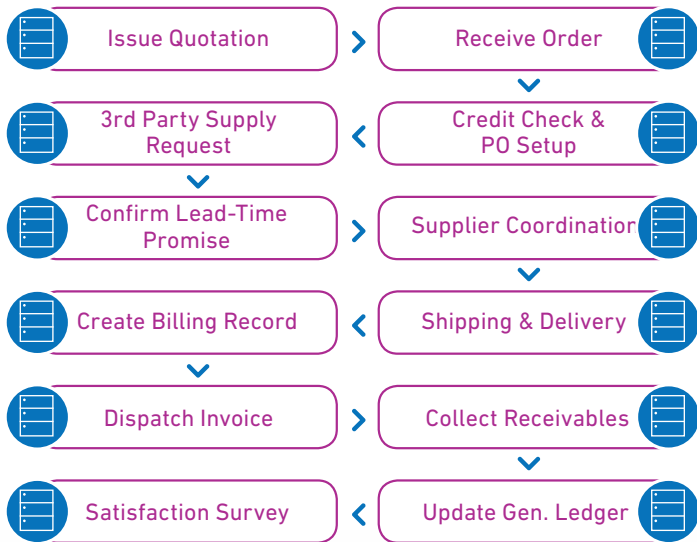 Issue Quotation
Receive Order
3rd Party Supply
Request
Credit Check &
PO Setup
Confirm Lead-Time
Promise
Supplier Coordination
Create Billing Record
Shipping & Delivery
Dispatch Invoice
Collect Receivables
Satisfaction Survey
Update Gen. Ledger